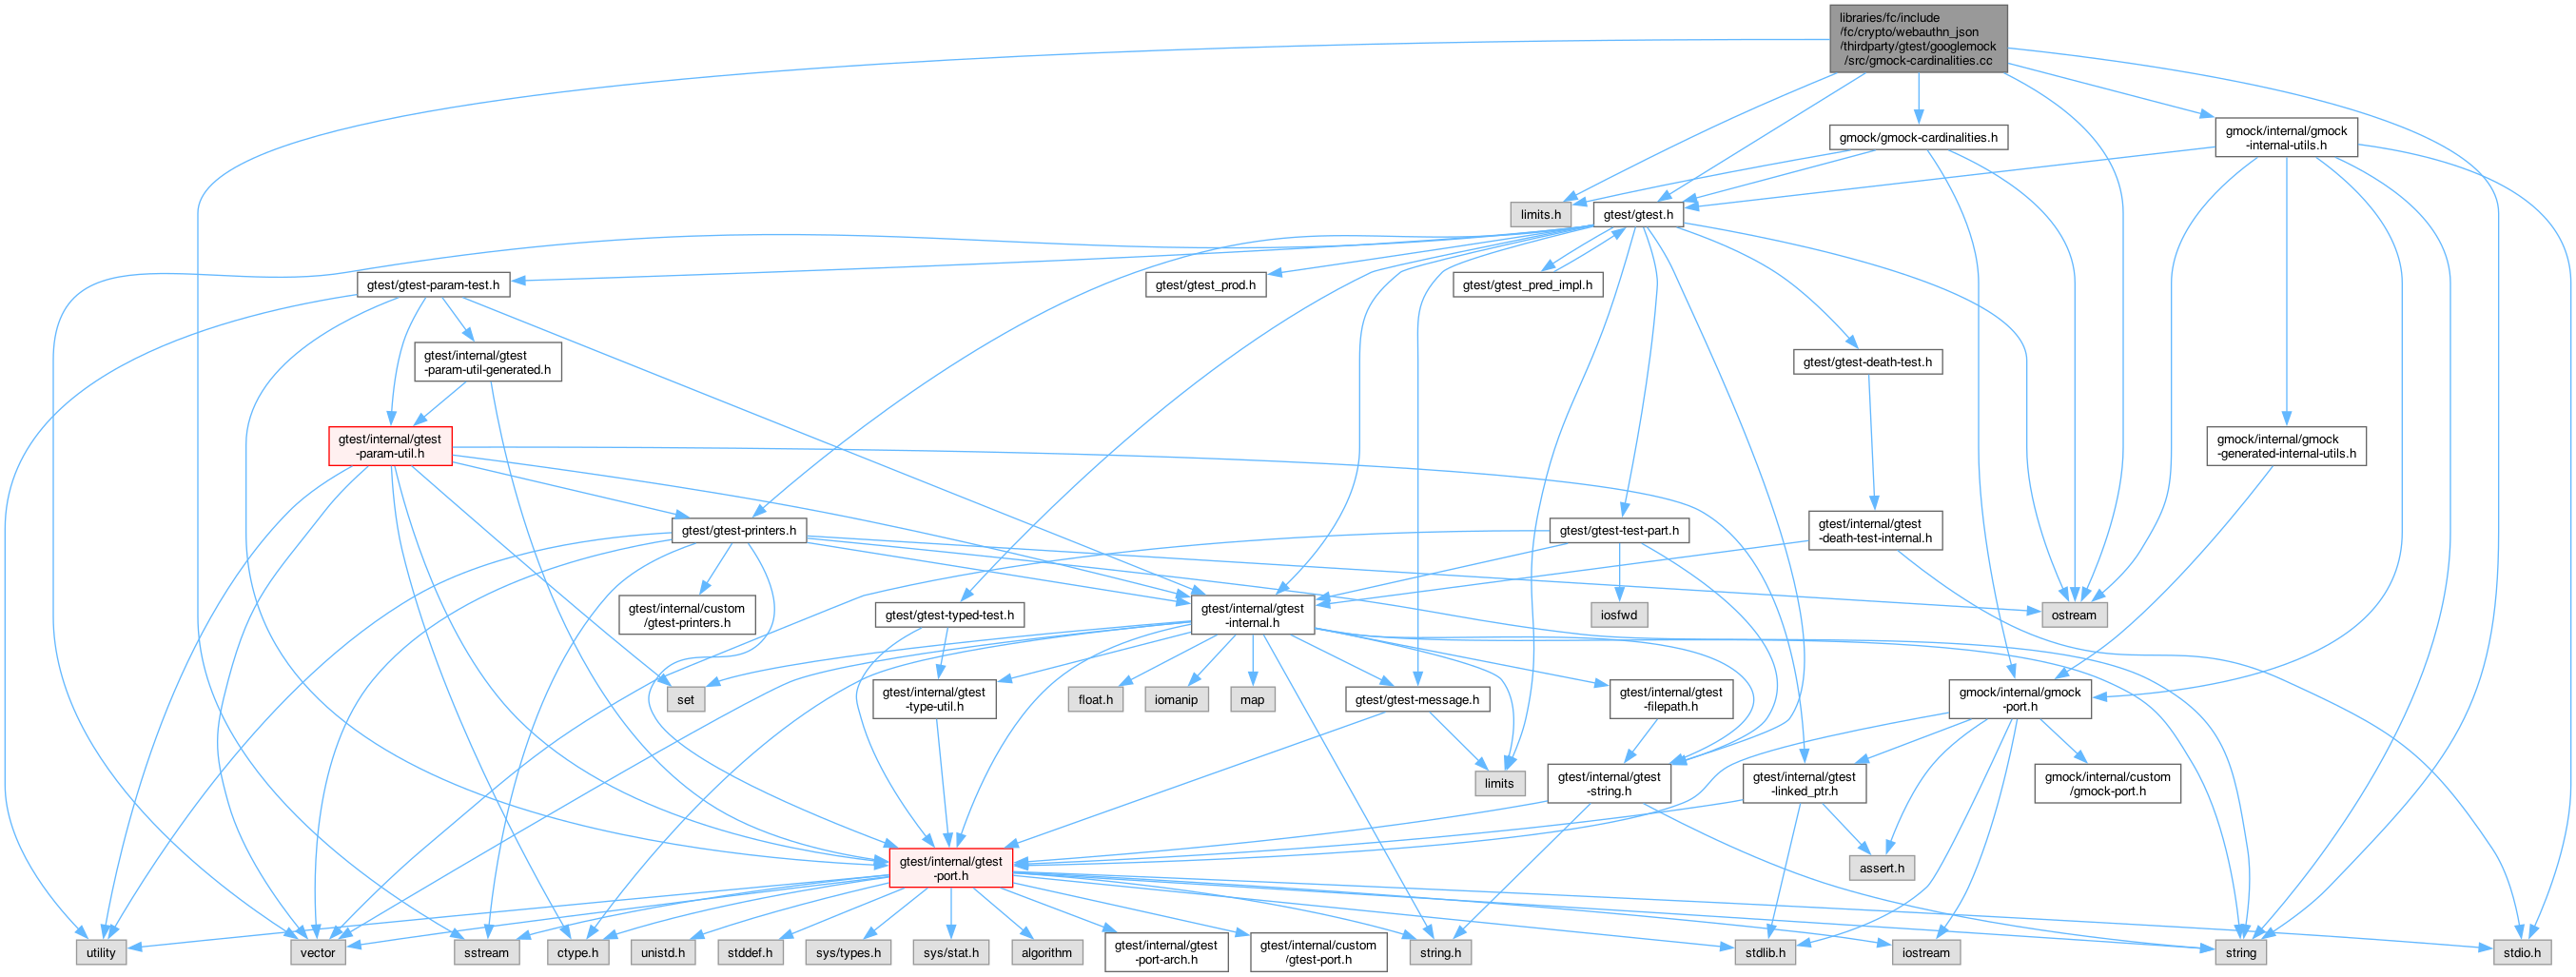 libraries/fc/include
/fc/crypto/webauthn_json
/thirdparty/gtest/googlemock
/src/gmock-cardinalities.cc
gmock/gmock-cardinalities.h
gmock/internal/gmock
-internal-utils.h
limits.h
gtest/gtest.h
gtest/gtest-param-test.h
gtest/gtest_prod.h
gtest/gtest_pred_impl.h
gtest/internal/gtest
-param-util-generated.h
gtest/gtest-death-test.h
gtest/internal/gtest
-param-util.h
gmock/internal/gmock
-generated-internal-utils.h
gtest/gtest-printers.h
gtest/gtest-test-part.h
gtest/internal/gtest
-death-test-internal.h
gtest/internal/custom
/gtest-printers.h
gtest/gtest-typed-test.h
gtest/internal/gtest
-internal.h
iosfwd
ostream
set
gtest/internal/gtest
-type-util.h
float.h
iomanip
map
gtest/gtest-message.h
gtest/internal/gtest
-filepath.h
gmock/internal/gmock
-port.h
limits
gtest/internal/gtest
-string.h
gtest/internal/gtest
-linked_ptr.h
gmock/internal/custom
/gmock-port.h
gtest/internal/gtest
-port.h
assert.h
utility
vector
sstream
ctype.h
unistd.h
stddef.h
sys/types.h
sys/stat.h
algorithm
gtest/internal/gtest
-port-arch.h
gtest/internal/custom
/gtest-port.h
string.h
stdlib.h
iostream
string
stdio.h